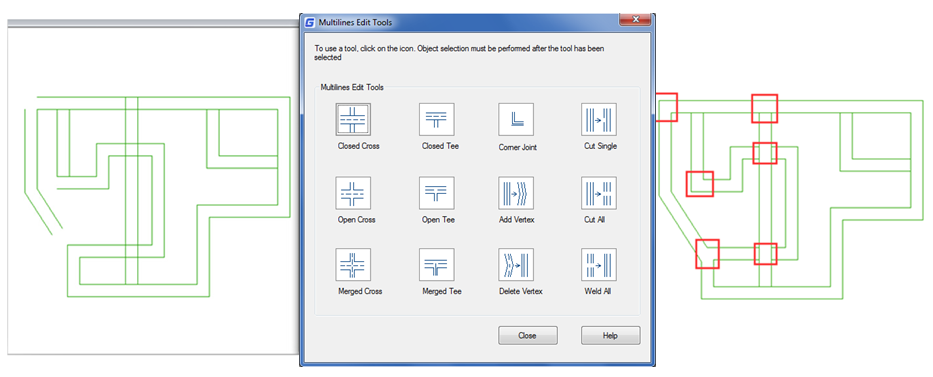 Multilines Edit Tools
To use a tool, click on the icon. Object selection must be performed after the tool has been
selected
Multilines Edit Tools
Closed Cross Closed Tee Corner Joint Cut Single
Open Cross Open Tee Add Vertex Cut All
Merged Cross Merged Tee Delete Vertex Weld All
Close Help